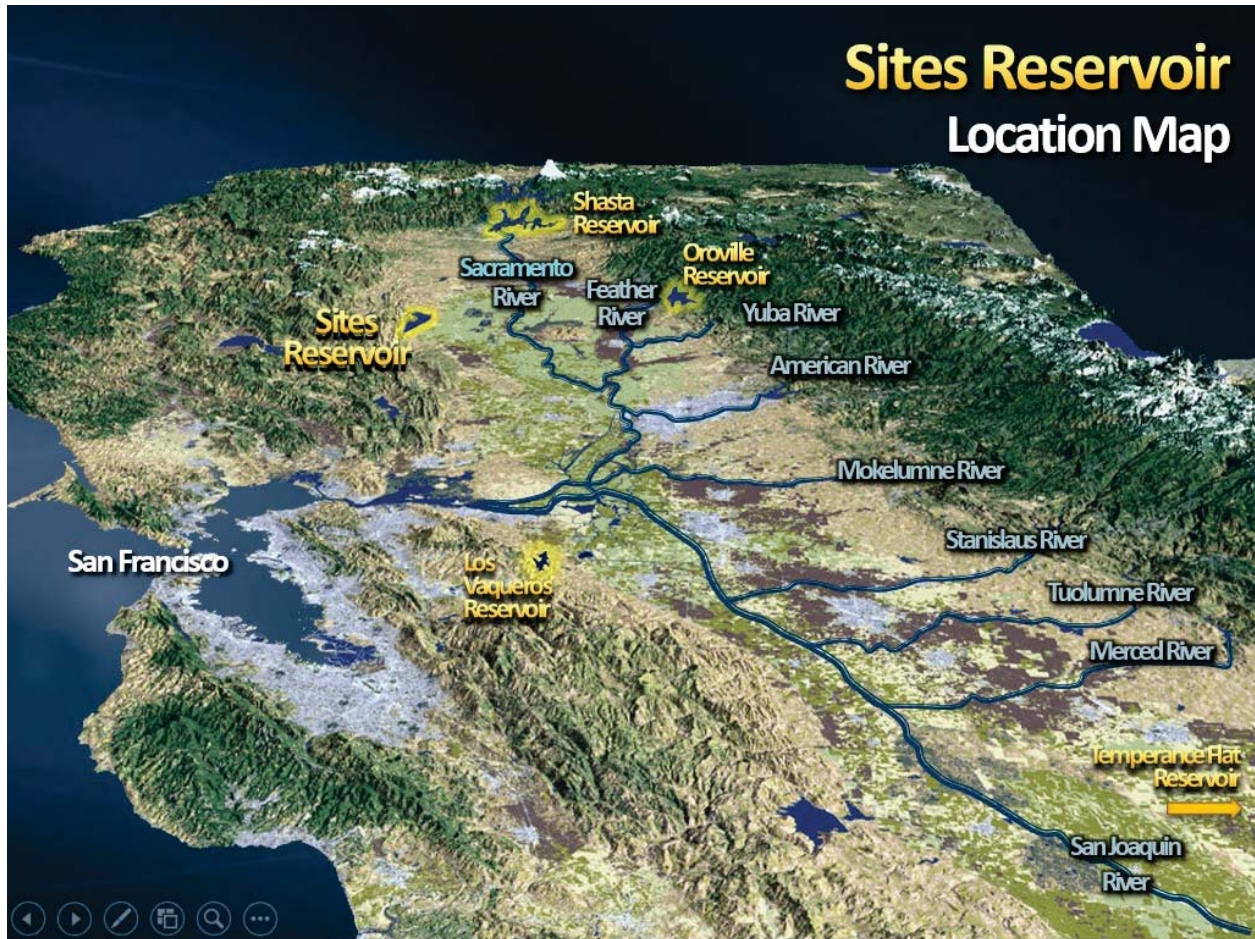 Sites Reservoir
Location Map
Shasta
Reservoir
Oroville
Reservoir
Sacramento
River
Feather
River
Yuba River
Sites
Reservoir
American River
Mokelumne River
Stanislaus River
San Francisco
Los
Vaqueros
Reservoir
Tuolumne River
Merced River
Temperance Flat
Reservoir
San Joaquin
River